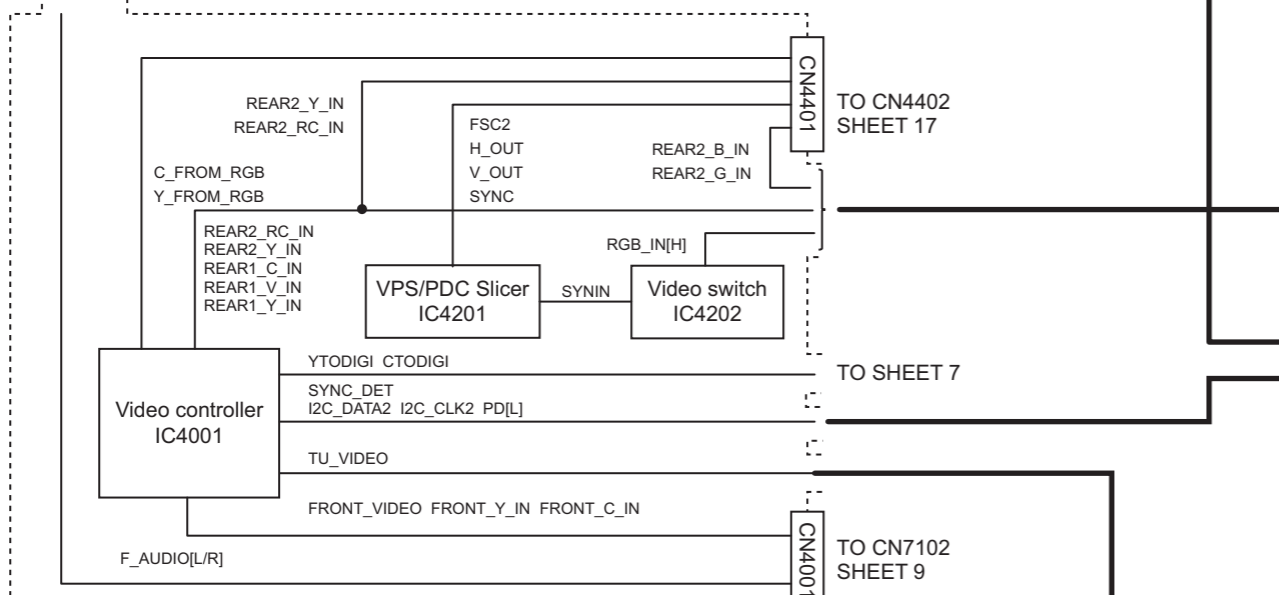 CN4401
TO CN4402
SHEET 17
REAR2_Y_IN
REAR2_RC_IN
FSC2
H_OUT
V_OUT
SYNC
REAR2_B_IN
REAR2_G_IN
C_FROM_RGB
Y_FROM_RGB
REAR2_RC_IN
REAR2_Y_IN
REAR1_C_IN
REAR1_V_IN
REAR1_Y_IN
RGB_IN[H]
VPS/PDC Slicer
IC4201
SYNIN
Video switch
IC4202
YTODIGI CTODIGI
TO SHEET 7
SYNC_DET
I2C_DATA2 I2C_CLK2 PD[L]
Video controller
IC4001
TU_VIDEO
FRONT_VIDEO FRONT_Y_IN FRONT_C_IN
F_AUDIO[L/R]
CN4001
TO CN7102
SHEET 9